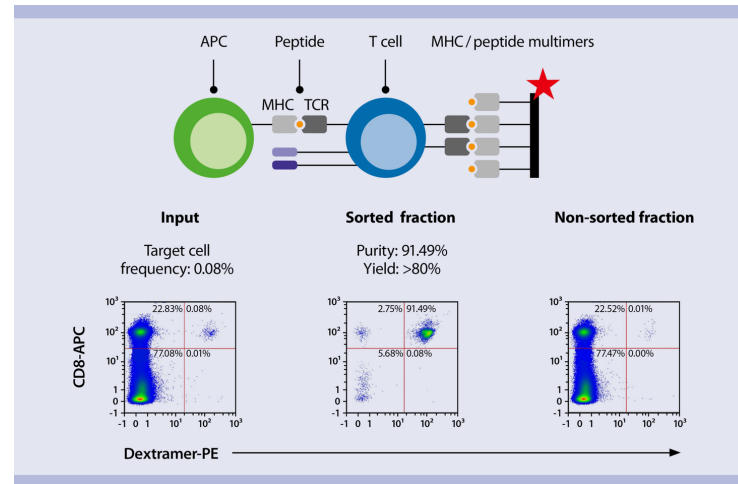 APC Peptide T cell MHC/peptide multimers
MHC TCR
Input Sorted fraction Non-sorted fraction
Target cell Purity: 91.49%
frequency: 0.08% Yield: >80%
10³ 22.83% 0.08% 10³ 2.75% 91.49% 10³ 22.52% 0.01%
10² 10² 10²
77.08% 0.01% 5.68% 0.08% 77.47% 0.00%
10¹ 10¹ 10¹
1 1 1
0 0 0
-1 -1 -1
-1 0 1 10¹ 10² 10³ -1 0 1 10¹ 10² 10³ -1 0 1 10¹ 10² 10³
CD8-APC
Dextramer-PE